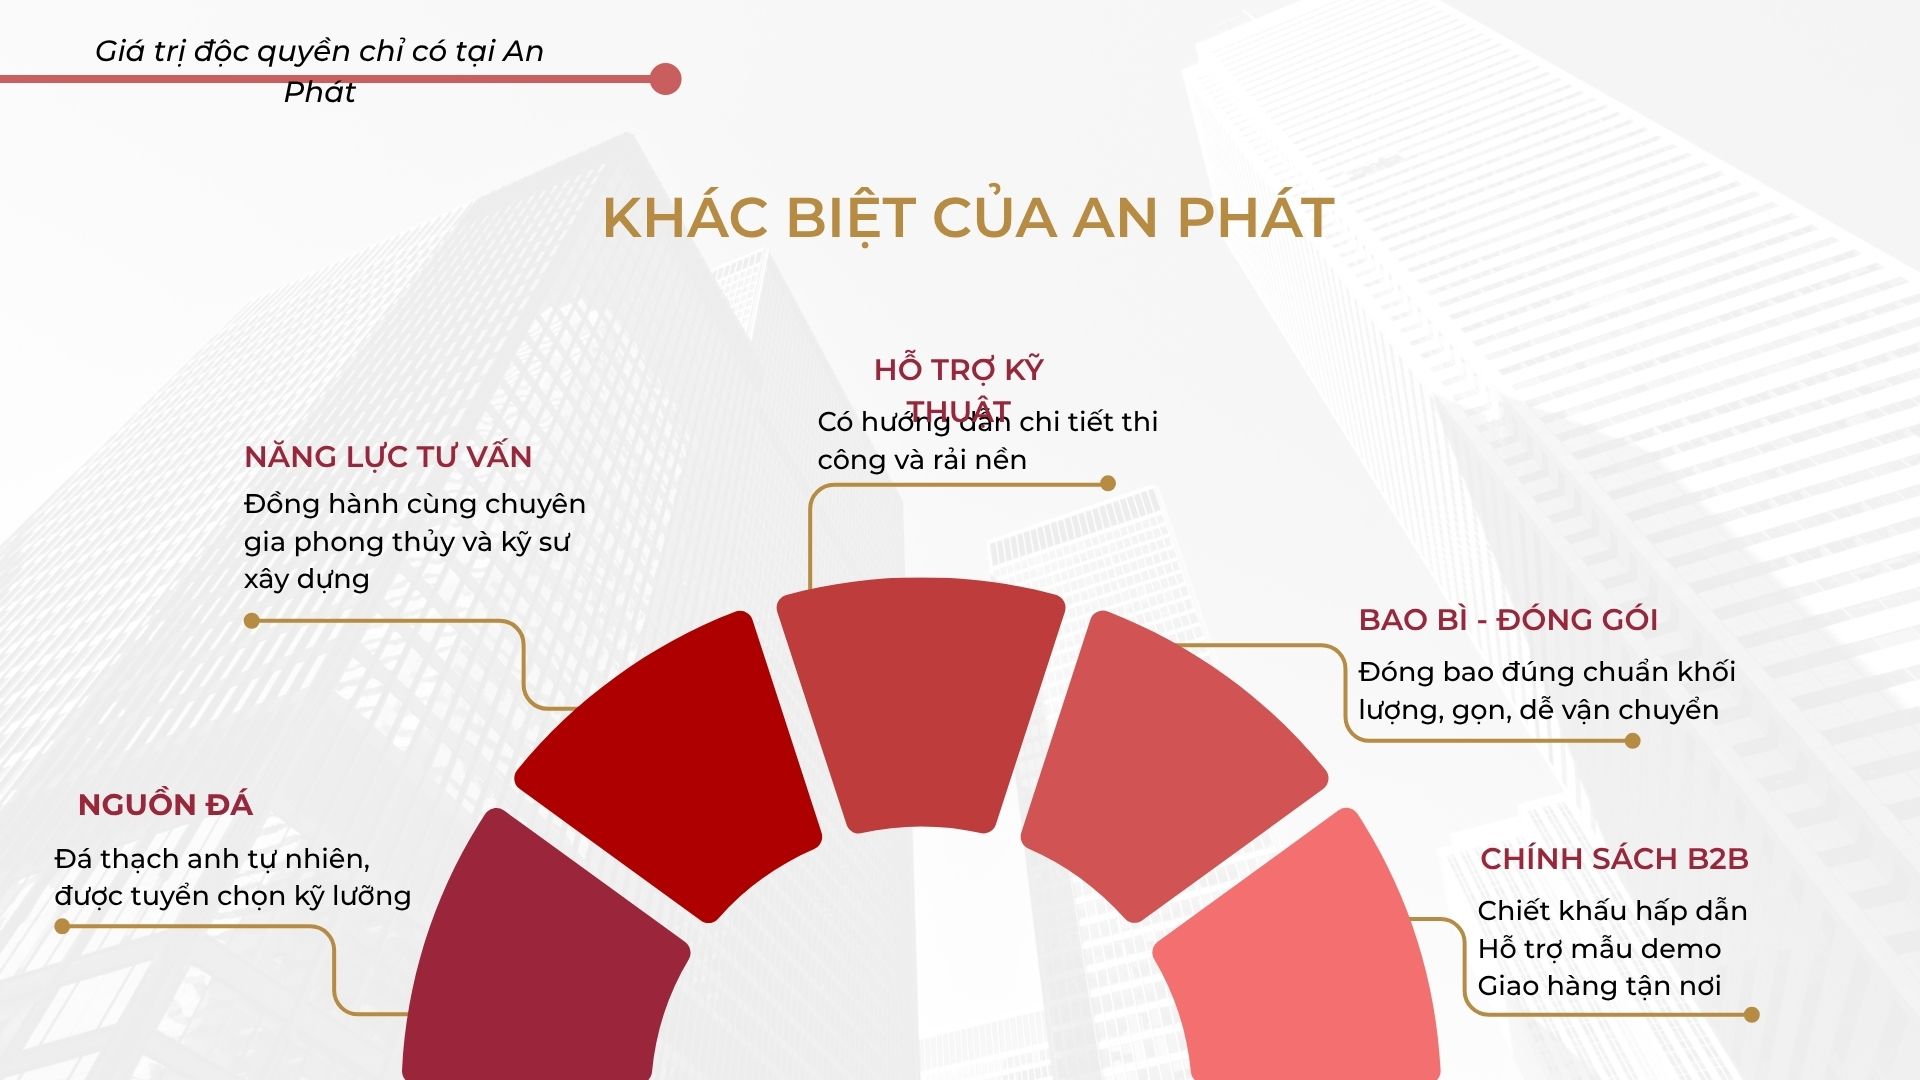 Giá trị độc quyền chỉ có tại An
Phát
KHÁC BIỆT CỦA AN PHÁT
HỖ TRỢ KỸ
THUẬT
Có hướng dẫn chi tiết thi
công và rải nền
NĂNG LỰC TƯ VẤN
Đồng hành cùng chuyên
gia phong thủy và kỹ sư
xây dựng
BAO BÌ - ĐÓNG GÓI
Đóng bao đúng chuẩn khối
lượng, gọn, dễ vận chuyển
NGUỒN ĐÁ
Đá thạch anh tự nhiên,
được tuyển chọn kỹ lưỡng
CHÍNH SÁCH B2B
Chiết khấu hấp dẫn
Hỗ trợ mẫu demo
Giao hàng tận nơi